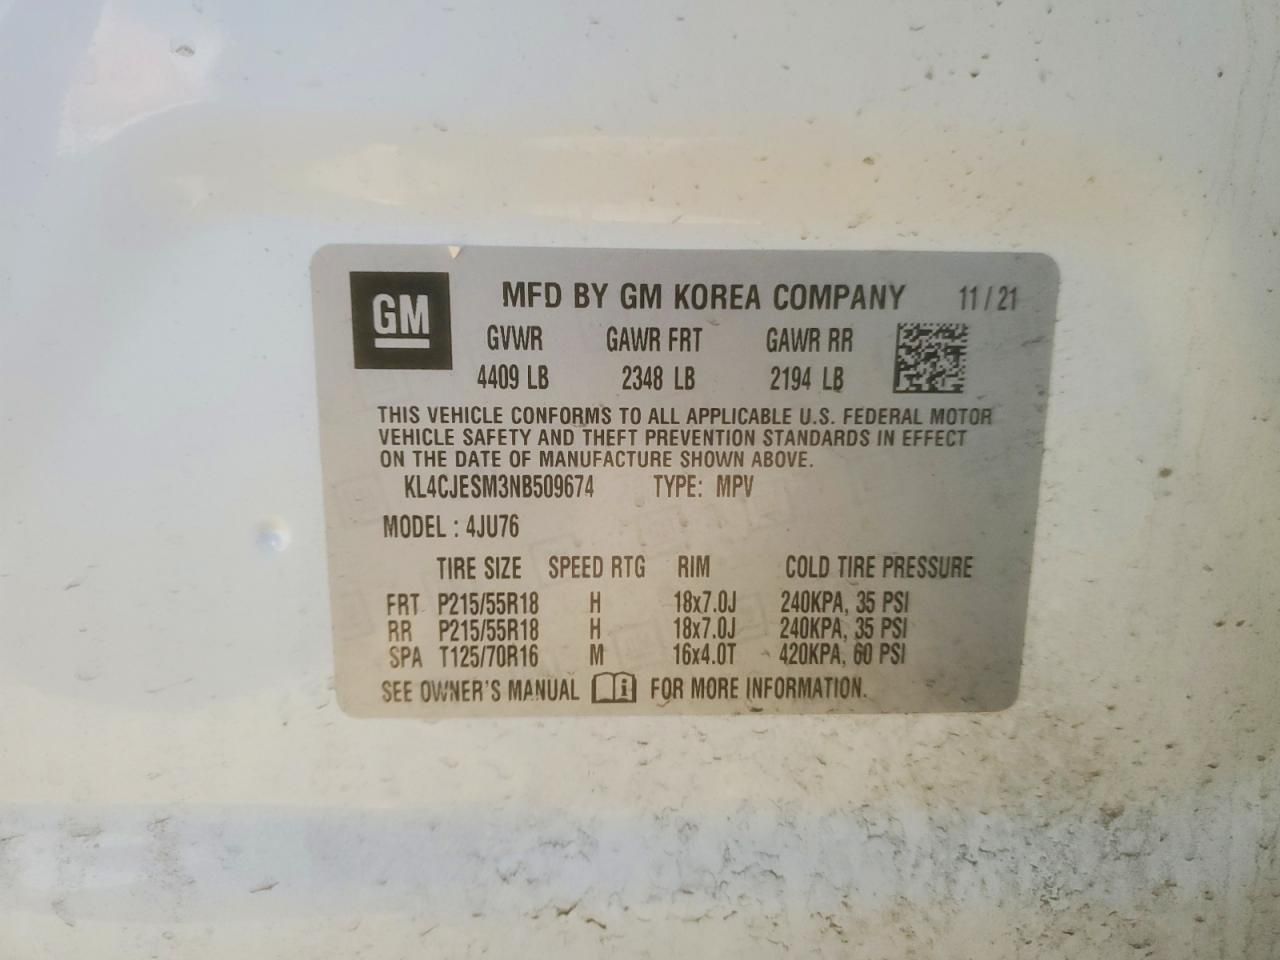 GM
MFD BY GM KOREA COMPANY 11/21
GVWR GAWR FRT GAWR RR
4409 LB 2348 LB 2194 LB
THIS VEHICLE CONFORMS TO ALL APPLICABLE U.S. FEDERAL MOTOR
VEHICLE SAFETY AND THEFT PREVENTION STANDARDS IN EFFECT
ON THE DATE OF MANUFACTURE SHOWN ABOVE.
KL4CJESM3NB509674 TYPE: MPV
MODEL : 4JU76
TIRE SIZE SPEED RTG RIM COLD TIRE PRESSURE
FRT P215/55R18 H 18x7.0J 240KPA, 35 PSI
RR P215/55R18 H 18x7.0J 240KPA, 35 PSI
SPA T125/70R16 M 16x4.0T 420KPA, 60 PSI
SEE OWNER'S MANUAL i FOR MORE INFORMATION.